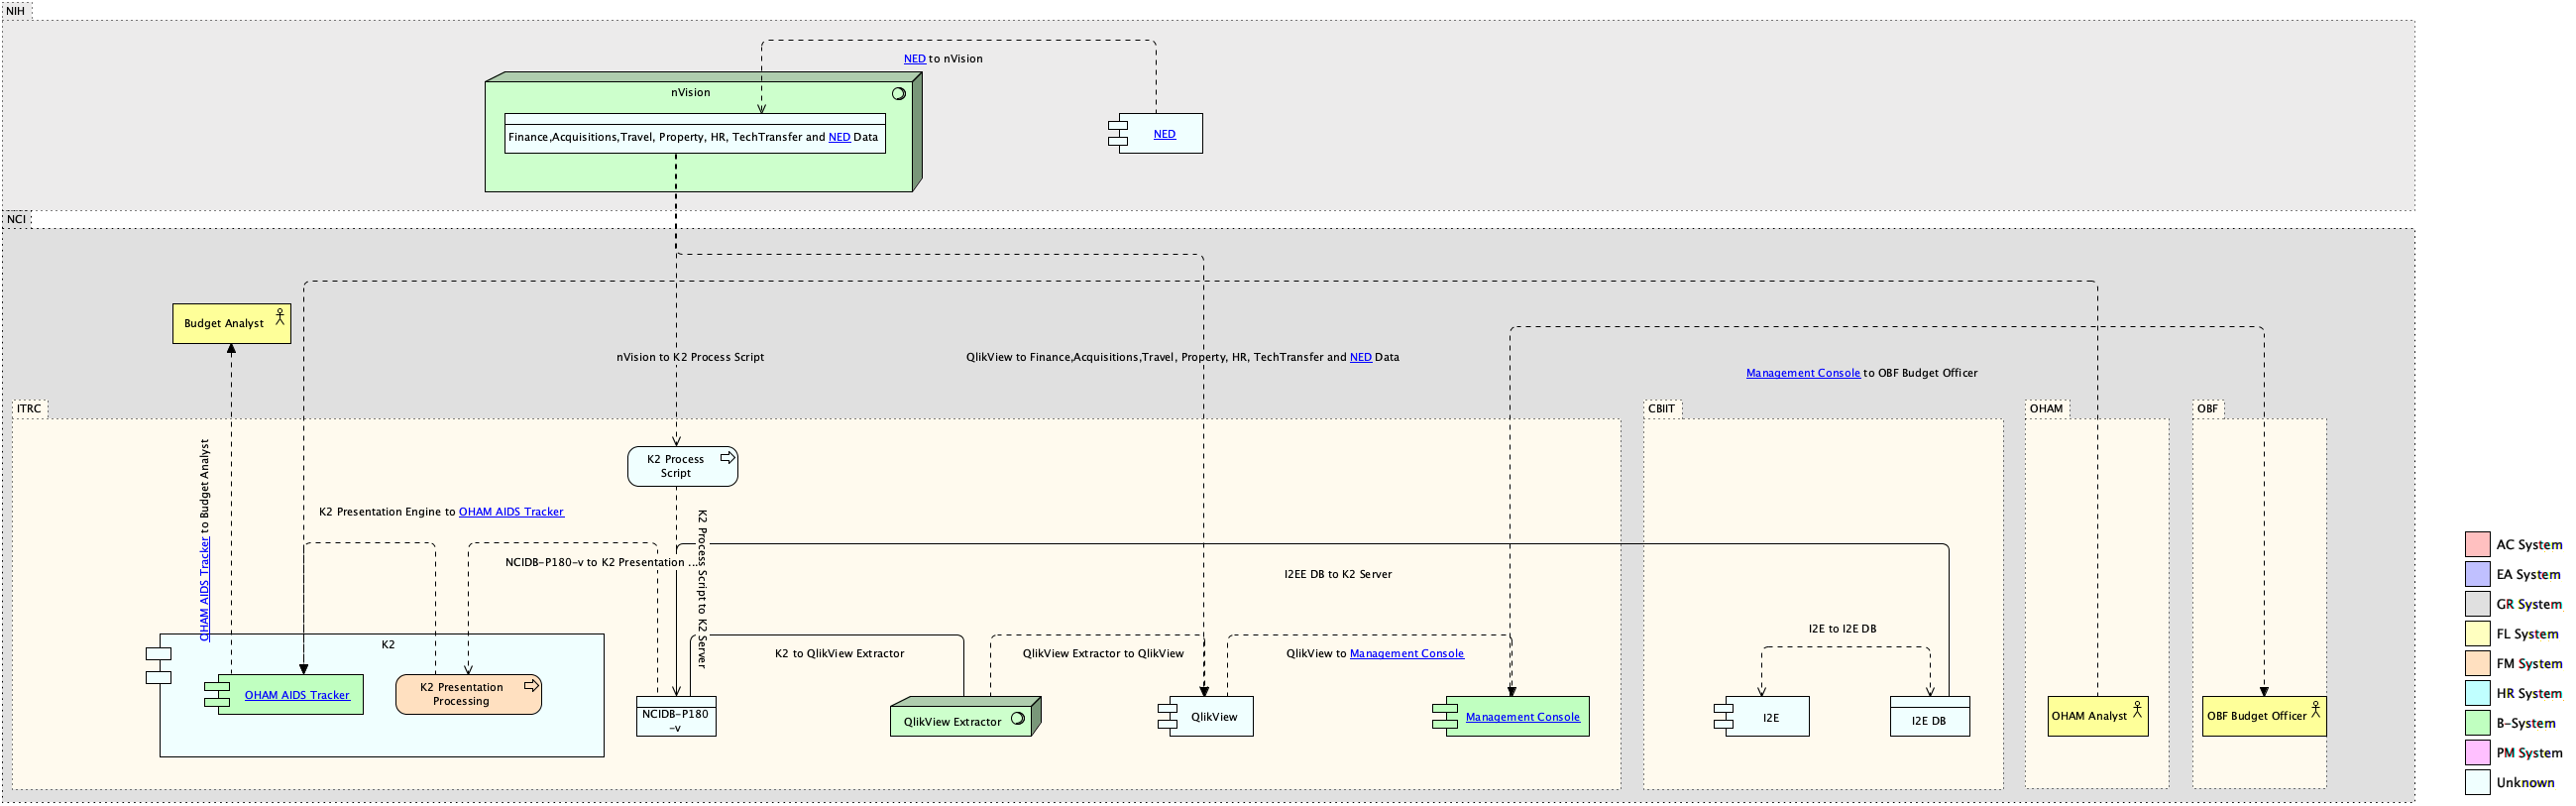 NIH
NED to nVision
nVision
Finance,Acquisitions,Travel, Property, HR, TechTransfer and NED Data
NED
NCI
Budget Analyst
nVision to K2 Process Script
QlikView to Finance,Acquisitions,Travel, Property, HR, TechTransfer and NED Data
Management Console to OBF Budget Officer
ITRC
CBIIT
OHAM
OBF
OHAM AIDS Tracker to Budget Analyst
K2 Process
Script
K2 Presentation Engine to OHAM AIDS Tracker
K2 Process Script to K2 Server
NCIDB-P180-v to K2 Presentation ...
I2EE DB to K2 Server
K2
K2 to QlikView Extractor
QlikView Extractor to QlikView
QlikView to Management Console
I2E to I2E DB
OHAM AIDS Tracker
K2 Presentation
Processing
NCIDB-P180
-v
QlikView Extractor
QlikView
Management Console
I2E
I2E DB
OHAM Analyst
OBF Budget Officer
AC System
EA System
GR System
FL System
FM System
HR System
B-System
PM System
Unknown